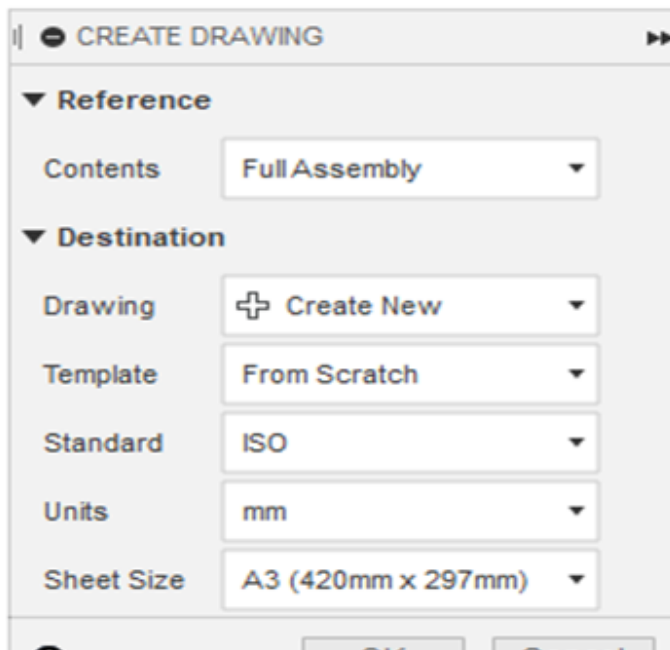 CREATE DRAWING
Reference
Contents Full Assembly
Destination
Drawing Create New
Template From Scratch
Standard ISO
Units mm
Sheet Size A3 (420mm x 297mm)